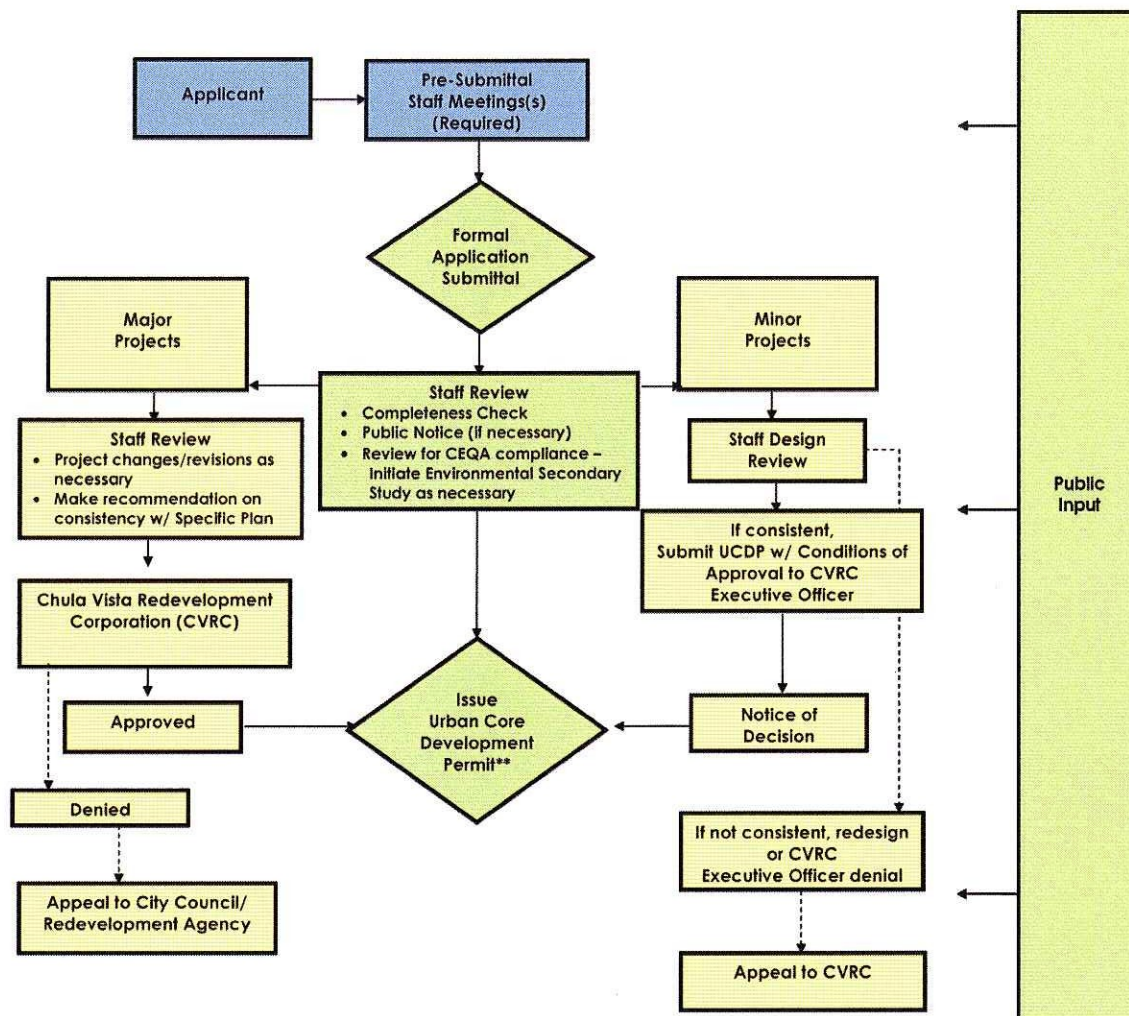 Applicant
Pre-Submittal
Staff Meetings(s)
(Required)
Formal
Application
Submittal
Major
Projects
Minor
Projects
Staff Review
• Completeness Check
• Public Notice (if necessary)
• Review for CEQA compliance –
Initiate Environmental Secondary
Study as necessary
Staff Review
• Project changes/revisions as
necessary
• Make recommendation on
consistency w/ Specific Plan
Staff Design
Review
Public
Input
If consistent,
Submit UCDP w/ Conditions of
Approval to CVRC
Executive Officer
Chula Vista Redevelopment
Corporation (CVRC)
Approved
Issue
Urban Core
Development
Permit**
Notice of
Decision
Denied
If not consistent, redesign
or CVRC
Executive Officer denial
Appeal to City Council/
Redevelopment Agency
Appeal to CVRC